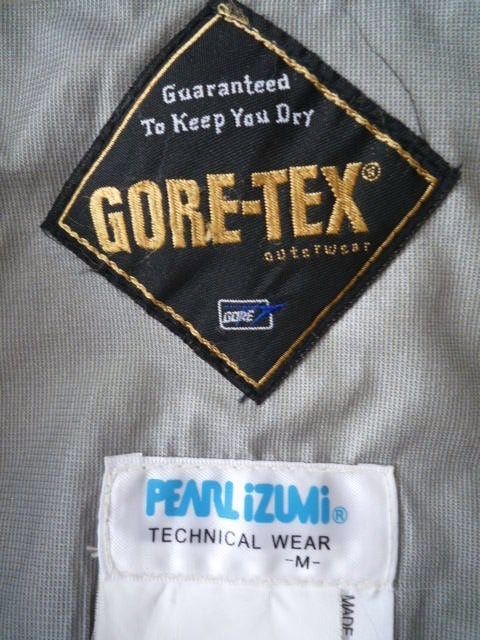 Guaranteed
To Keep You Dry
GORE-TEX®
outerwear
GORE
PEARL iZUMi®
TECHNICAL WEAR
-M-
MADE